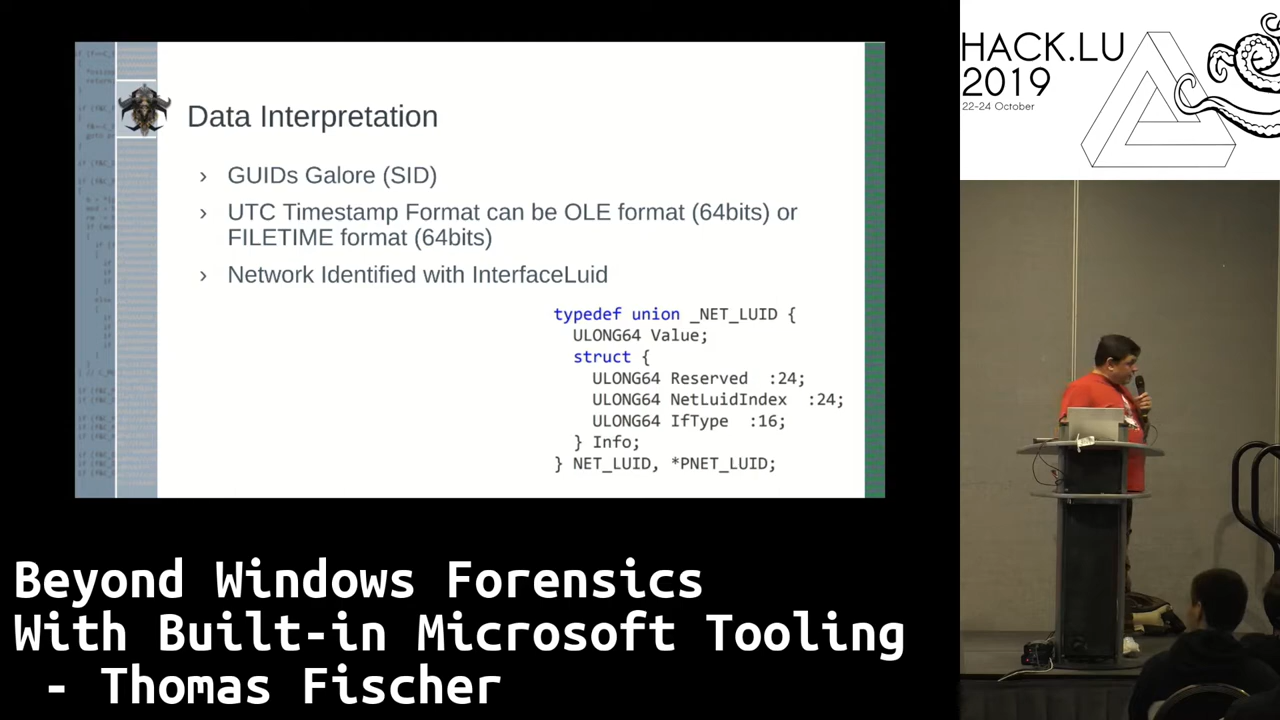 HACK.LU
2019
22-24 October
Data Interpretation
› GUIDs Galore (SID)
› UTC Timestamp Format can be OLE format (64bits) or
FILETIME format (64bits)
› Network Identified with InterfaceLuid
typedef union _NET_LUID {
ULONG64 Value;
struct {
ULONG64 Reserved :24;
ULONG64 NetLuidIndex :24;
ULONG64 IfType :16;
} Info;
} NET_LUID, *PNET_LUID;
Beyond Windows Forensics
With Built-in Microsoft Tooling
- Thomas Fischer